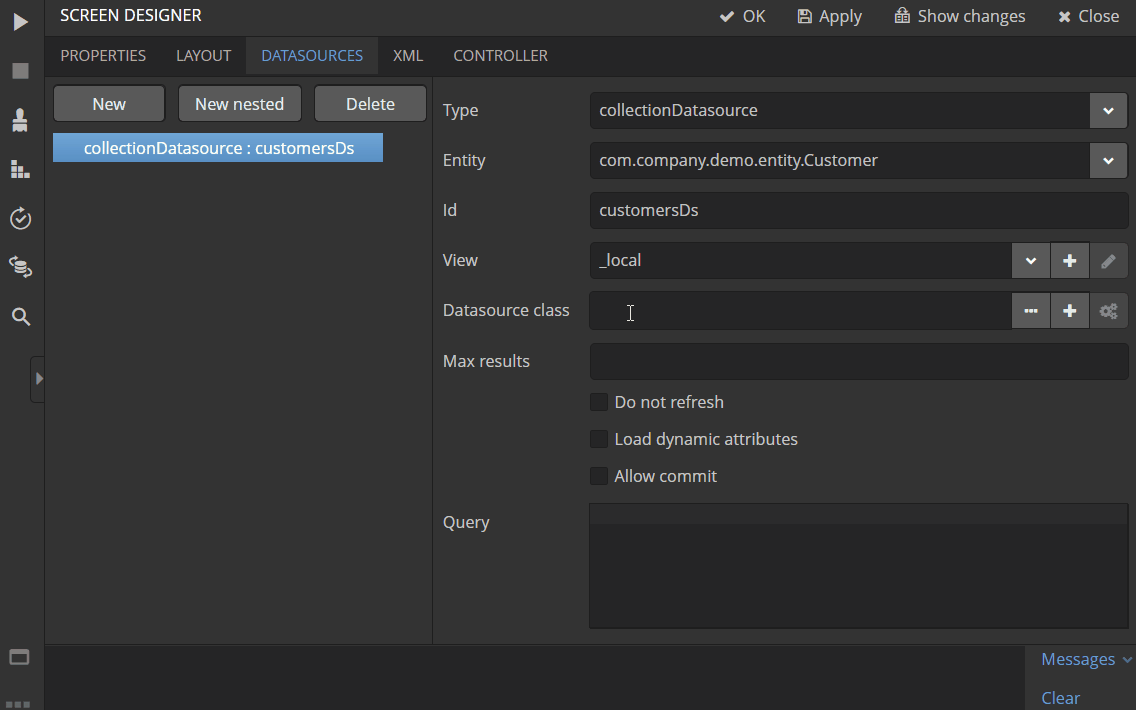 SCREEN DESIGNER
OK
Apply
Show changes
Close
PROPERTIES
LAYOUT
DATASOURCES
XML
CONTROLLER
New
New nested
Delete
collectionDatasource : customersDs
Type
collectionDatasource
Entity
com.company.demo.entity.Customer
Id
customersDs
View
_local
Datasource class
Max results
Do not refresh
Load dynamic attributes
Allow commit
Query
Messages
Clear